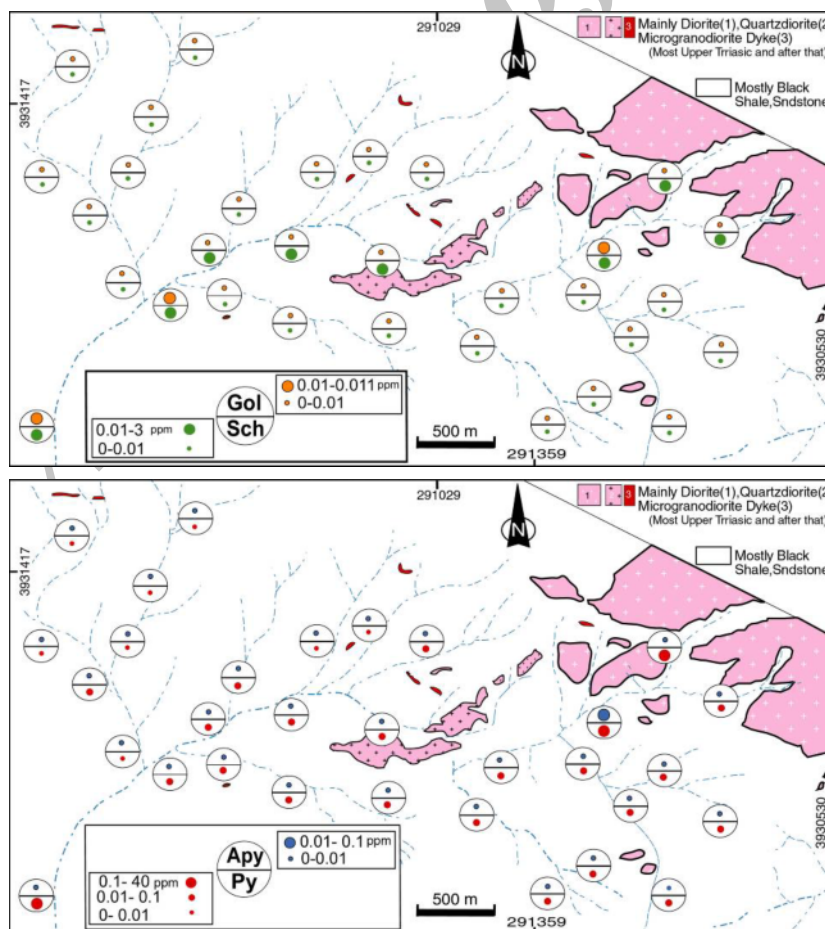 291029
3931417
N
1 3 Mainly Diorite(1),Quartzdiorite(2
Microgranodiorite Dyke(3)
(Most Upper Trriasic and after that)
Mostly Black
Shale,Sndstone
3930530
Gol
Sch
0.01-0.011 ppm
0-0.01
0.01-3 ppm
0-0.01
500 m
291359
291029
3931417
N
1 3 Mainly Diorite(1),Quartzdiorite(2
Microgranodiorite Dyke(3)
(Most Upper Trriasic and after that)
Mostly Black
Shale,Sndstone
3930530
Apy
Py
0.01- 0.1 ppm
0-0.01
0.1- 40 ppm
0.01- 0.1
0- 0.01
500 m
291359